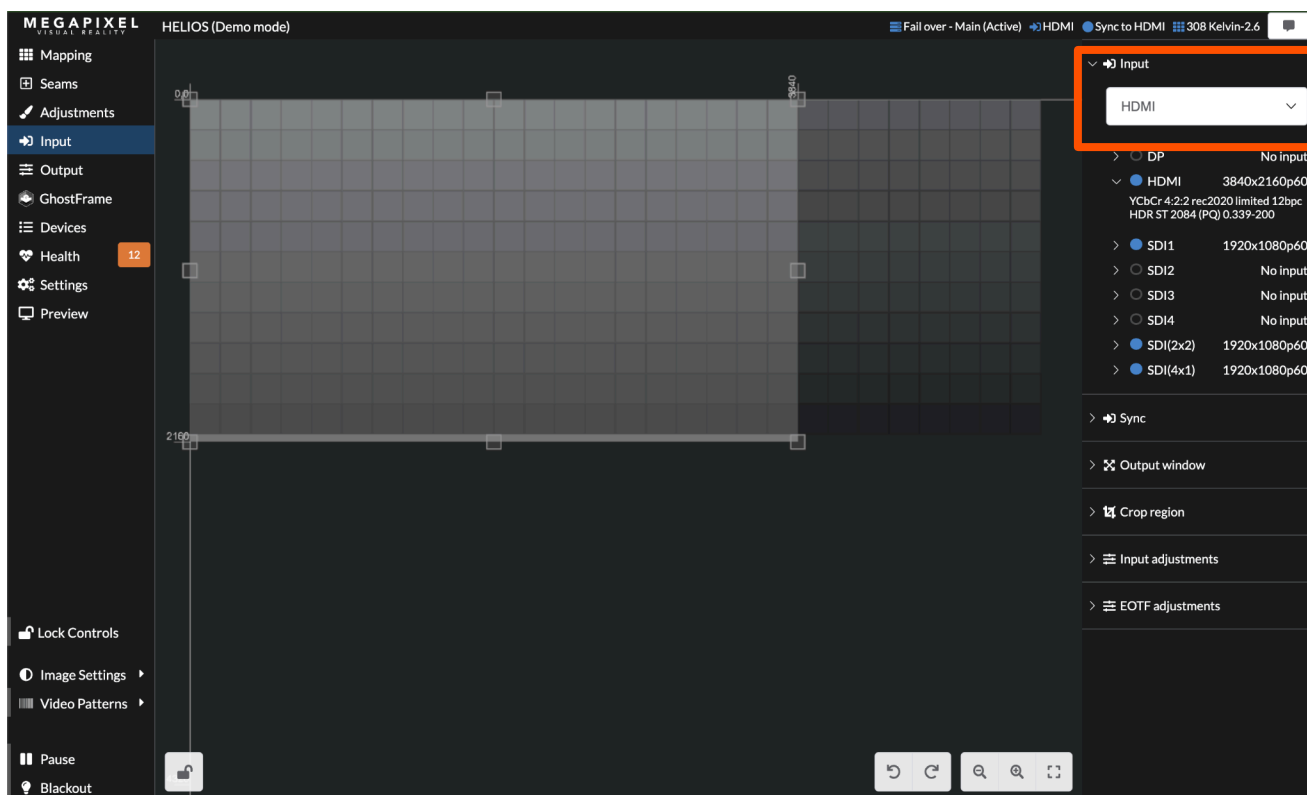 MEGAPIXEL
VISUAL REALITY
HELIOS (Demo mode)
Fail over - Main (Active) HDMI Sync to HDMI 308 Kelvin-2.6
Mapping
Seams
Adjustments
Input
Output
GhostFrame
Devices
Health 12
Settings
Preview
Lock Controls
Image Settings
Video Patterns
Pause
Blackout
0,0
3840
2160
Input
HDMI
DP No input
HDMI 3840x2160p60
YCbCr 4:2:2 rec2020 limited 12bpc
HDR ST 2084 (PQ) 0.339-200
SDI1 1920x1080p60
SDI2 No input
SDI3 No input
SDI4 No input
SDI(2x2) 1920x1080p60
SDI(4x1) 1920x1080p60
Sync
Output window
Crop region
Input adjustments
EOTF adjustments